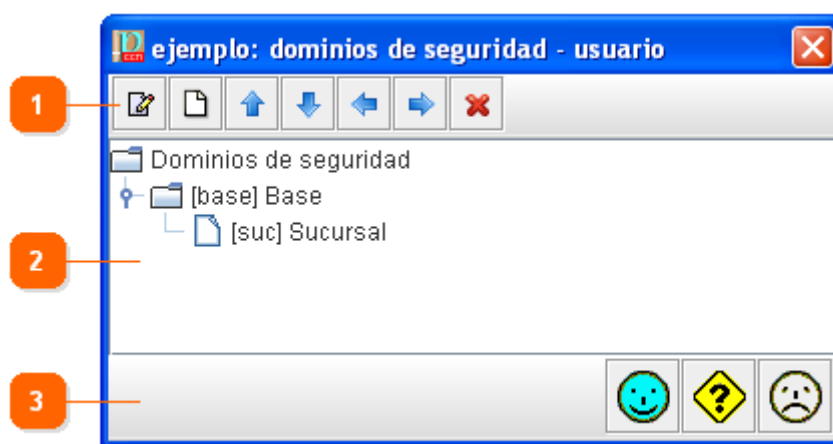 ejemplo: dominios de seguridad - usuario
1
Dominios de seguridad
[base] Base
[suc] Sucursal
2
3
?